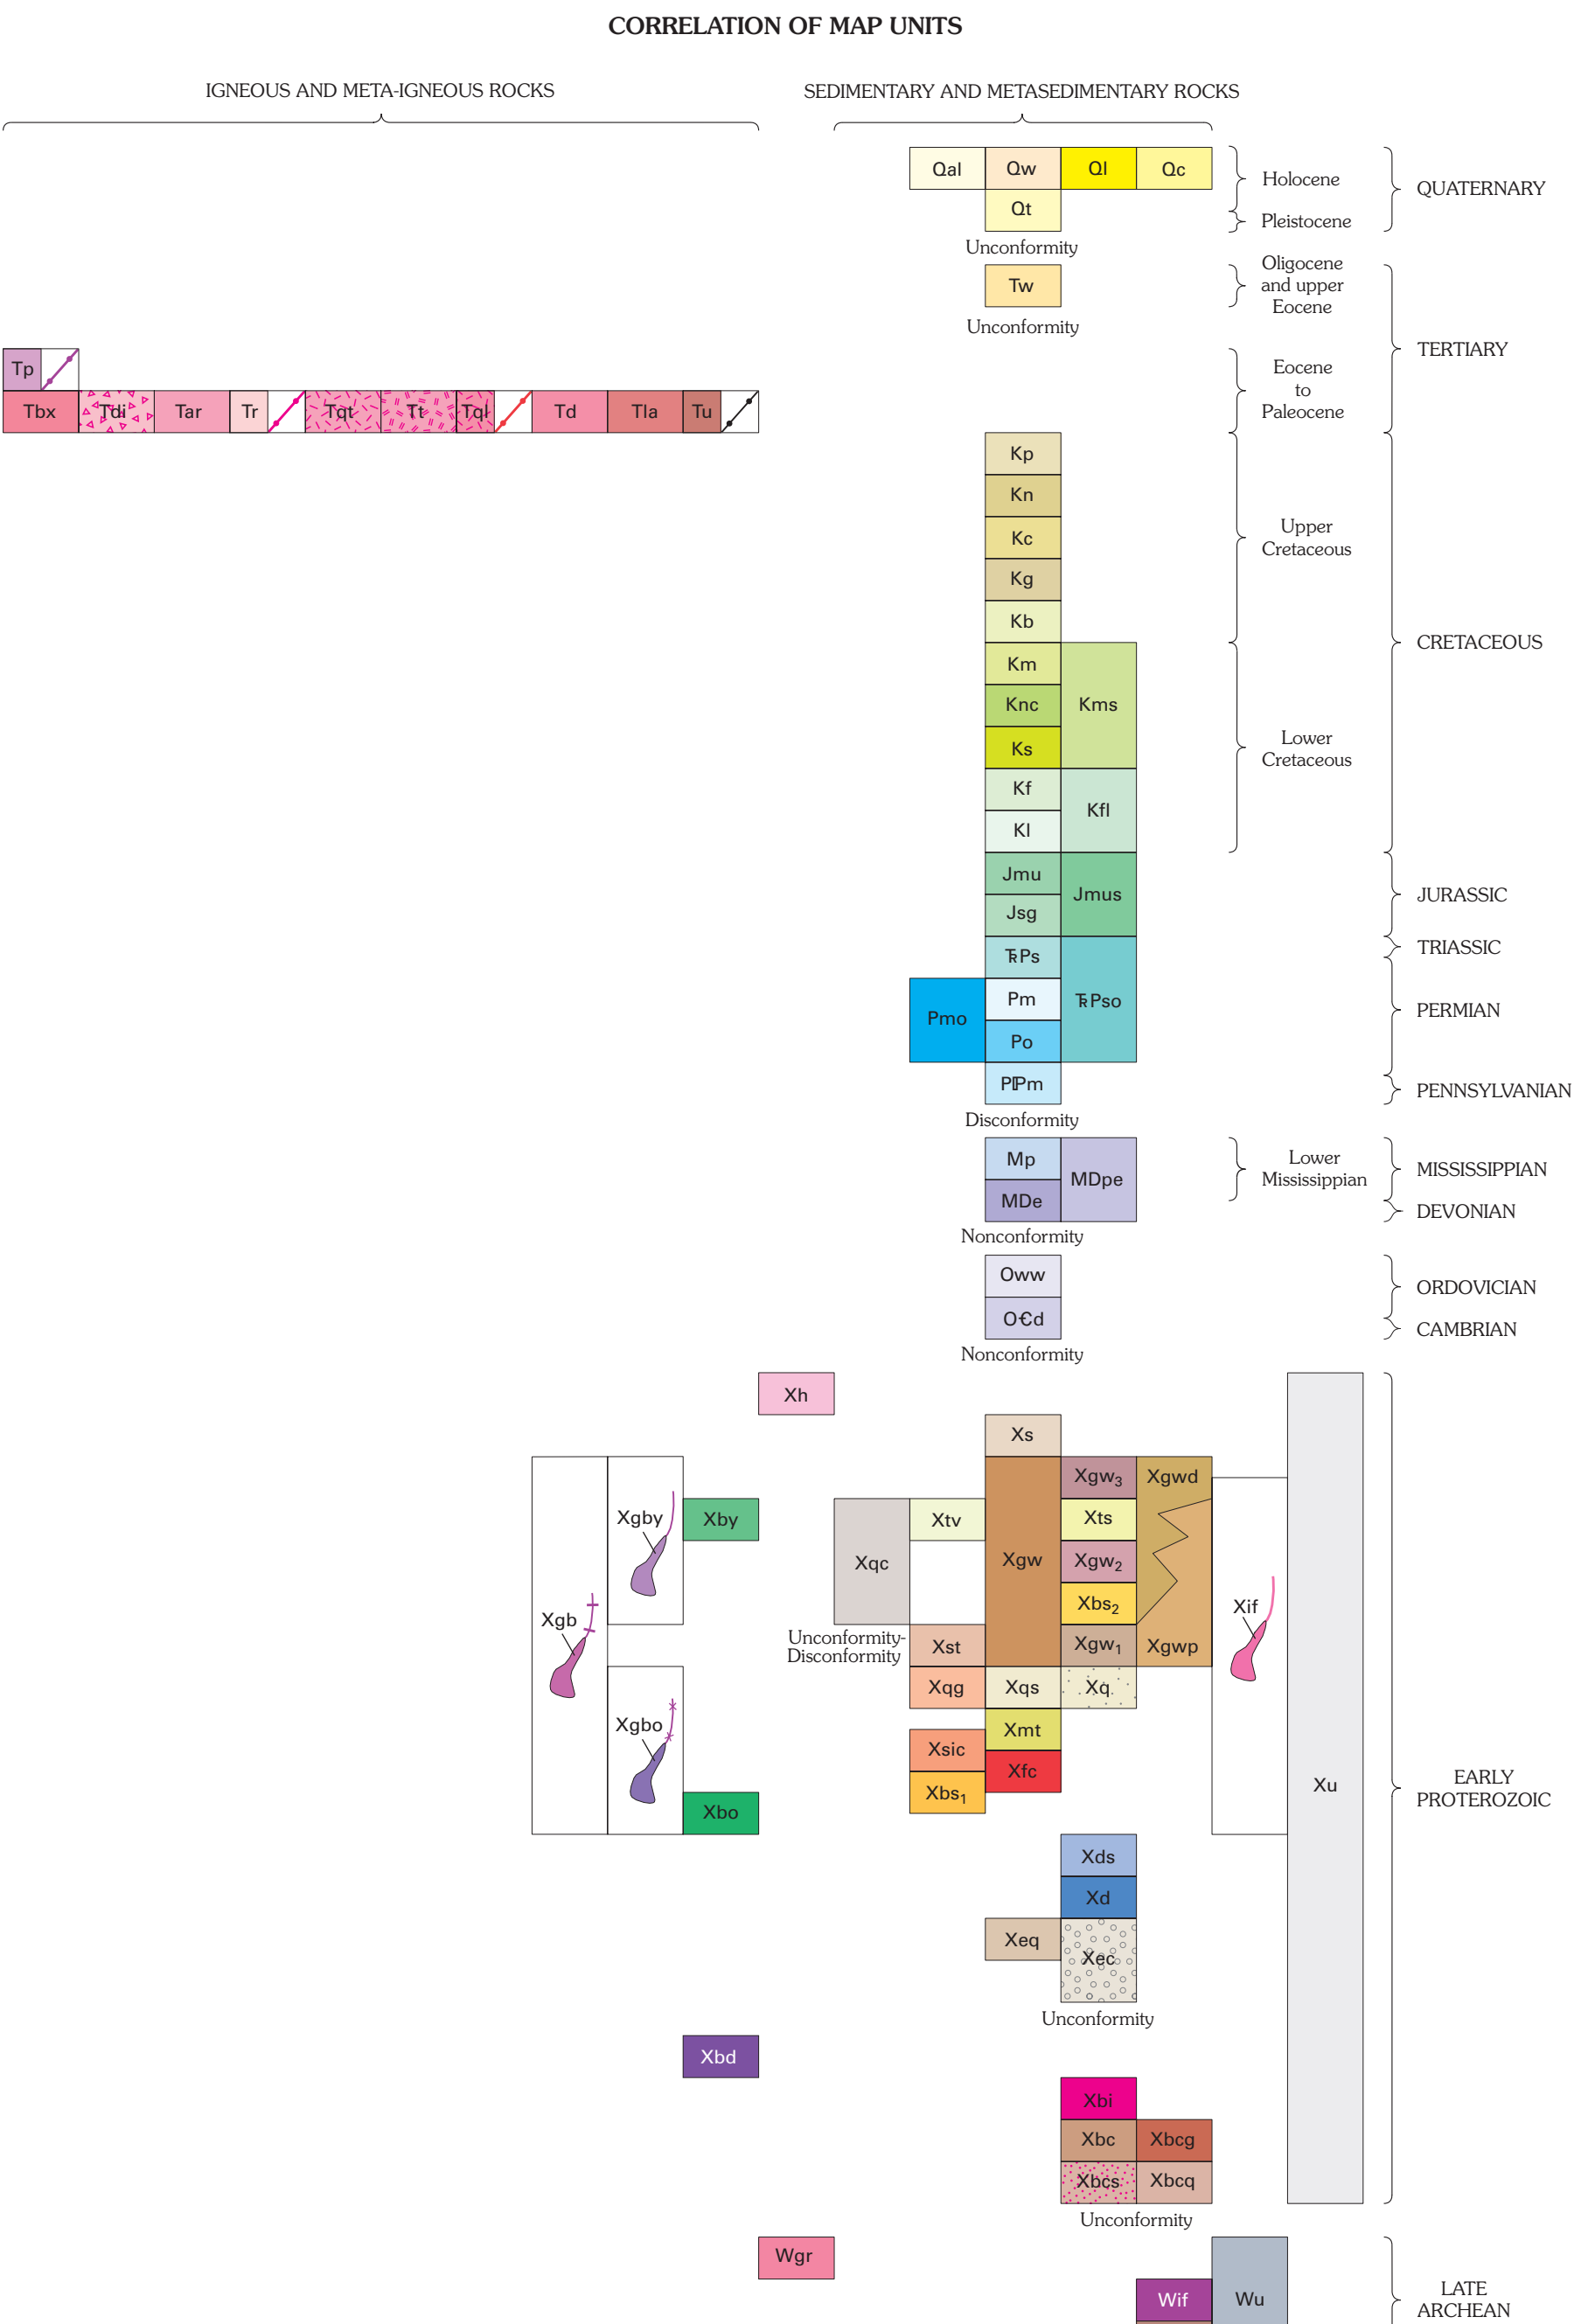 CORRELATION OF MAP UNITS
IGNEOUS AND META-IGNEOUS ROCKS
SEDIMENTARY AND METASEDIMENTARY ROCKS
Qal Qw Ql Qc
Holocene
QUATERNARY
Qt
Pleistocene
Unconformity
Tw
Oligocene
and upper
Eocene
Unconformity
TERTIARY
Tp
Eocene
to
Paleocene
Tbx Tdi Tar Tr Tqt Tt Tql Td Tla Tu
Kp
Kn
Kc
Kg
Kb
Upper
Cretaceous
CRETACEOUS
Km
Knc
Kms
Ks
Kf
Kfl
Kl
Lower
Cretaceous
Jmu
Jmus
Jsg
JURASSIC
TRPs
TRIASSIC
Pmo
Pm
TRPso
PERMIAN
Po
PIPm
PENNSYLVANIAN
Disconformity
Mp
MDpe
MDe
Lower
Mississippian
MISSISSIPPIAN
DEVONIAN
Nonconformity
Oww
ORDOVICIAN
O€d
CAMBRIAN
Nonconformity
Xh
Xs
Xgw3
Xgwd
Xgby
Xby
Xtv
Xts
Xqc
Xgw
Xgw2
Xbs2
Xgb
Xif
Unconformity-
Disconformity
Xst
Xgw1
Xgwp
Xqg
Xqs
Xq
Xgbo
Xmt
Xsic
Xfc
Xbs1
Xbo
Xu
EARLY
PROTEROZOIC
Xds
Xd
Xeq
Xec
Unconformity
Xbd
Xbi
Xbc
Xbcg
Xbcs
Xbcq
Unconformity
Wgr
Wif
Wu
LATE
ARCHEAN